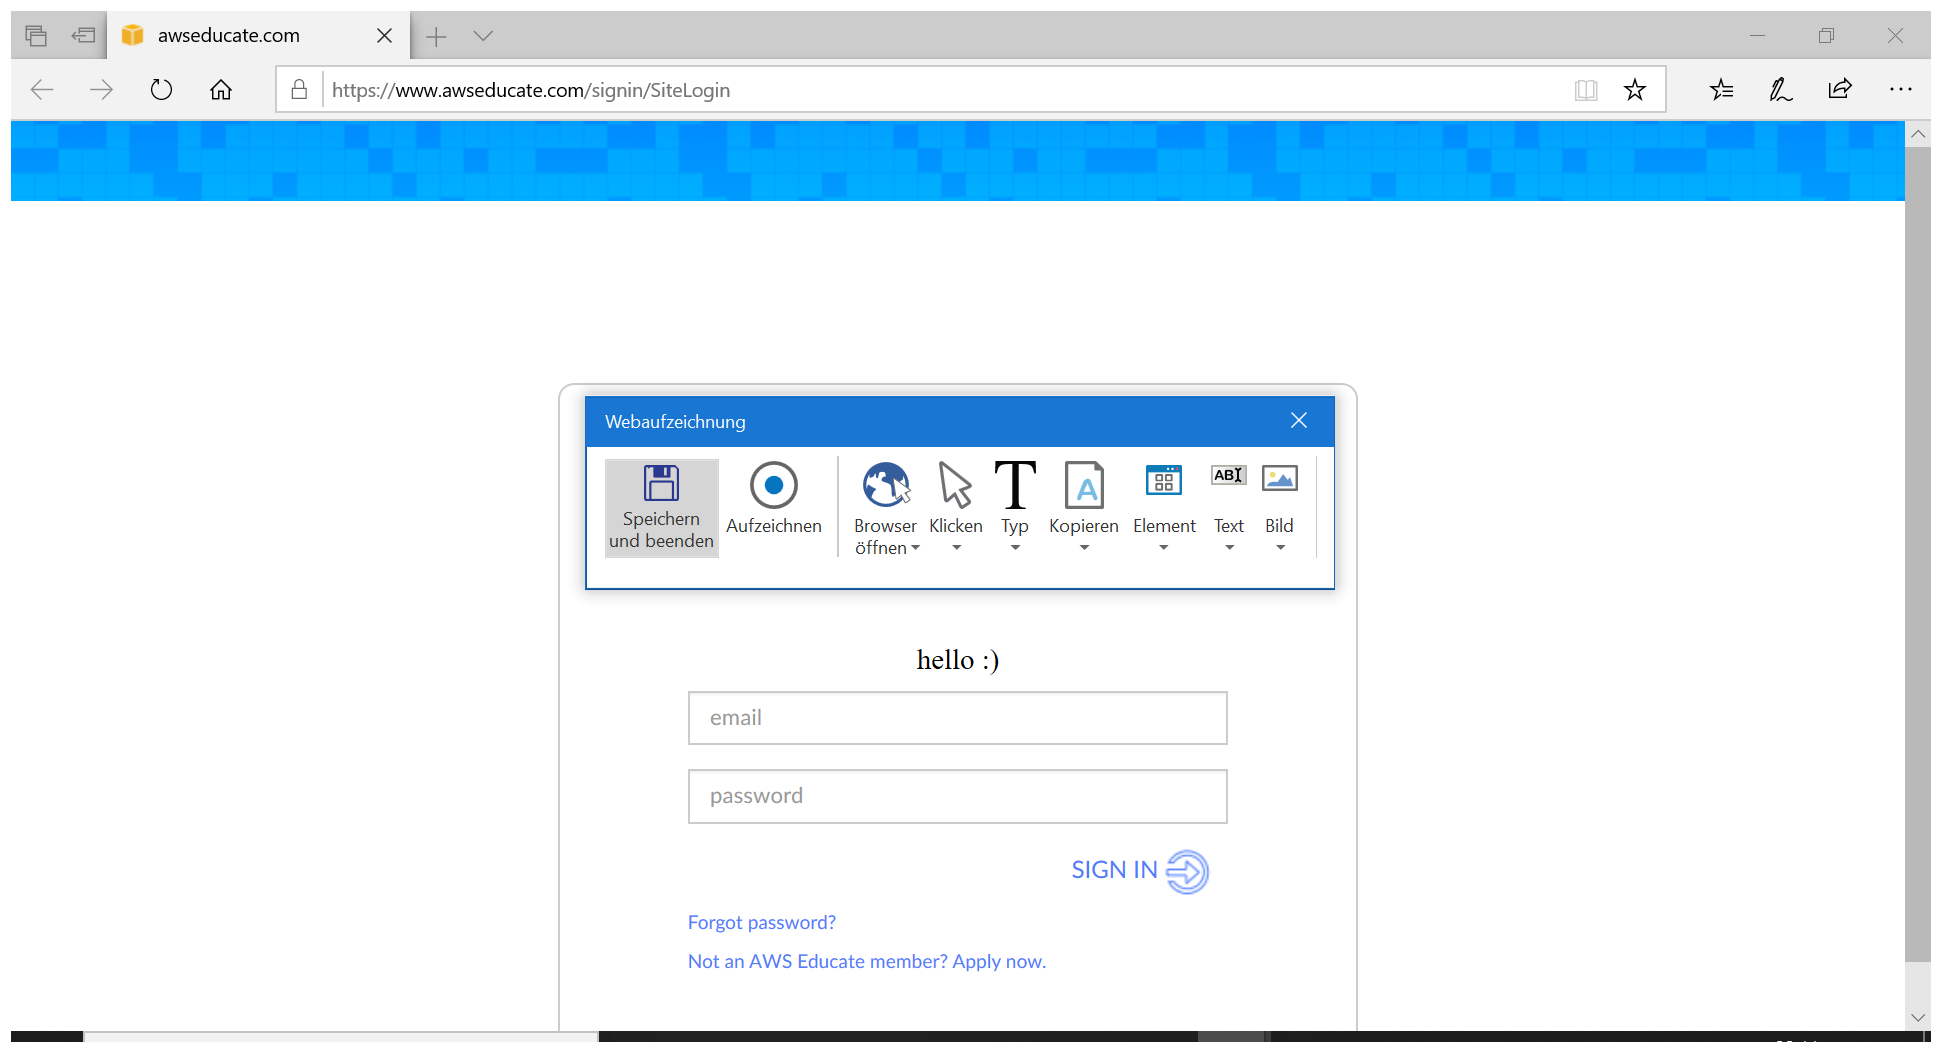 awseducate.com
https://www.awseducate.com/signin/SiteLogin
Webaufzeichnung
Speichern
und beenden
Aufzeichnen
Browser
öffnen
Klicken
T
Typ
A
Kopieren
Element
AB
Text
Bild
hello :)
email
password
SIGN IN
Forgot password?
Not an AWS Educate member? Apply now.